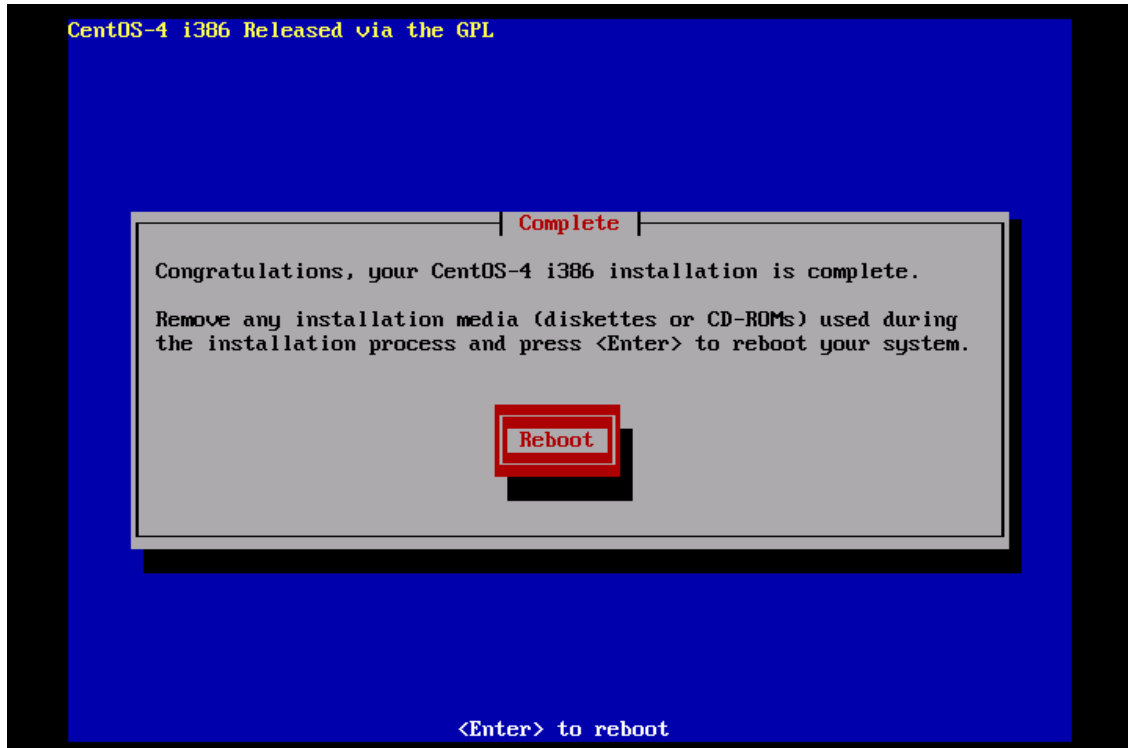 CentOS-4 i386 Released via the GPL
Complete
Congratulations, your CentOS-4 i386 installation is complete.
Remove any installation media (diskettes or CD-ROMs) used during
the installation process and press <Enter> to reboot your system.
Reboot
<Enter> to reboot